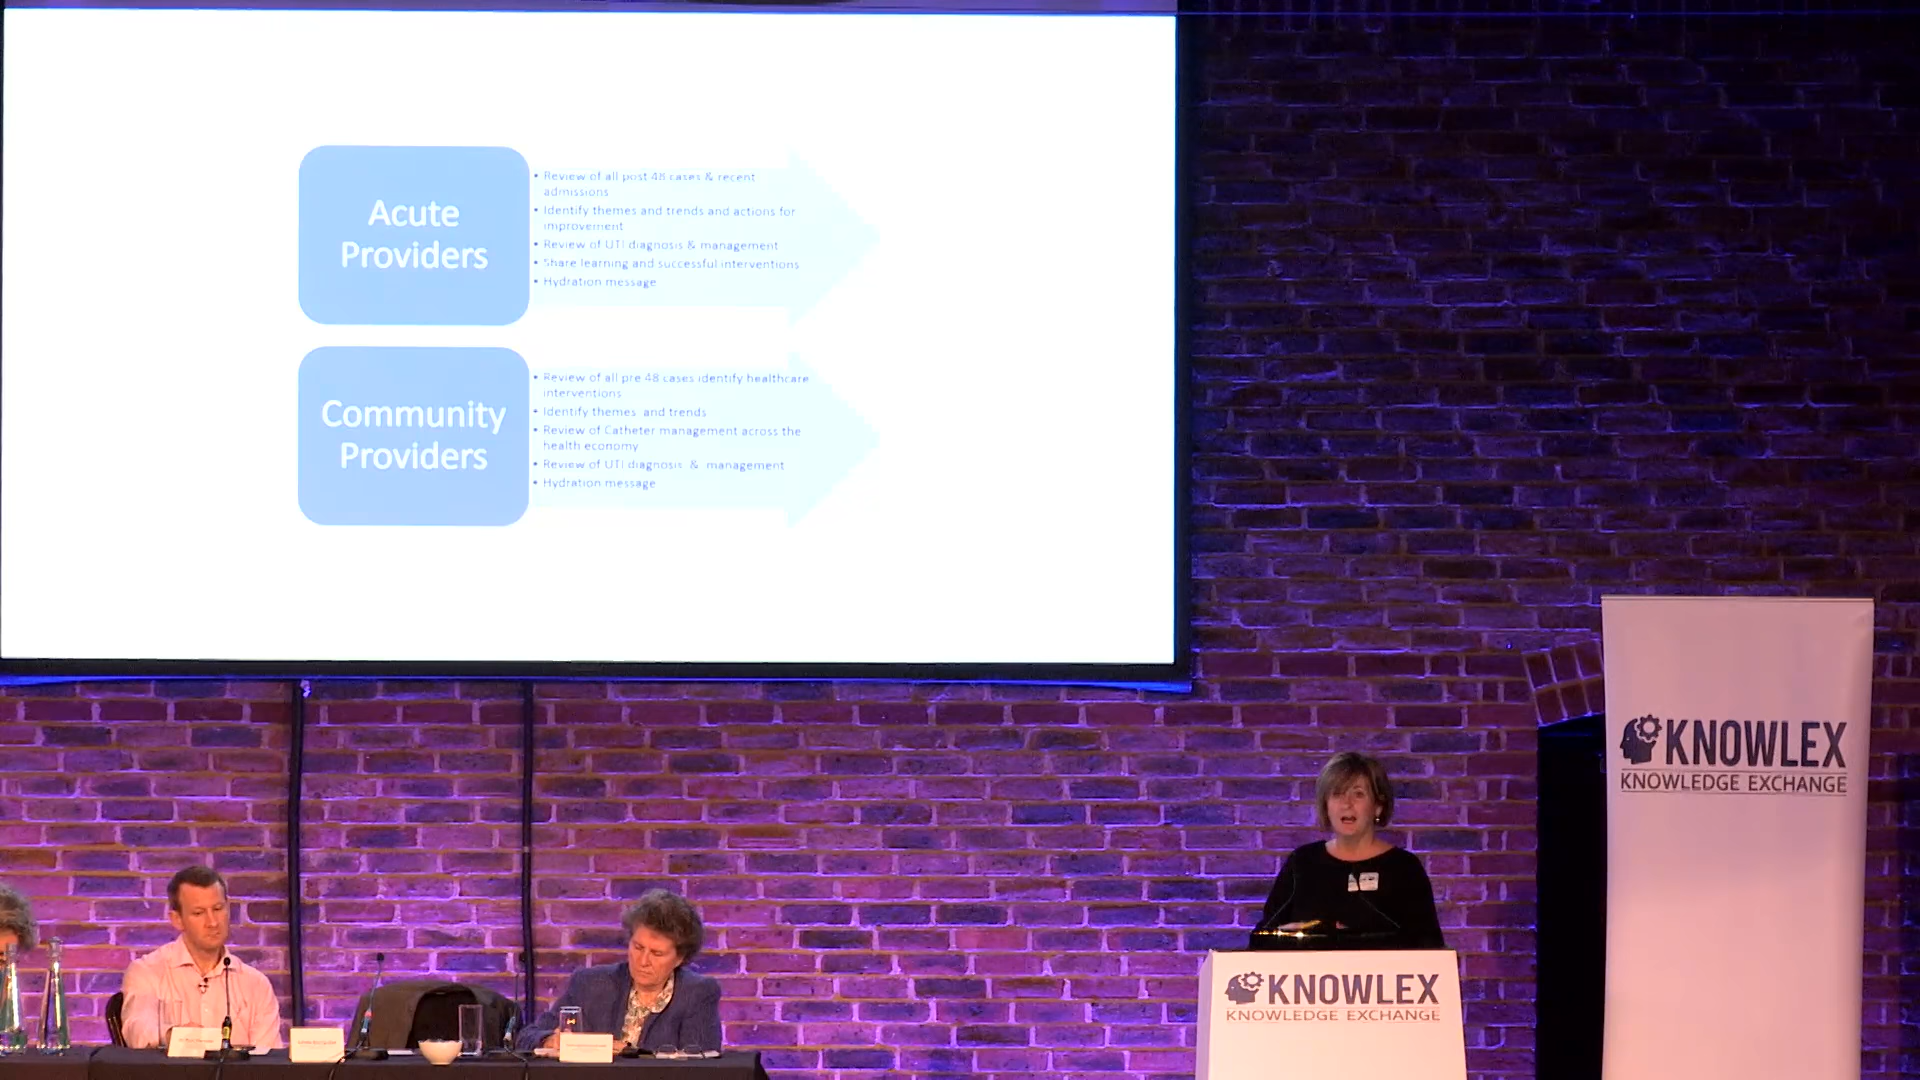 Acute
Providers
• Review of all post 48 cases & recent
admissions
• Identify themes and trends and actions for
improvement
• Review of UTI diagnosis & management
• Share learning and successful interventions
• Hydration message
Community
Providers
• Review of all pre 48 cases identify healthcare
interventions
• Identify themes and trends
• Review of Catheter management across the
health economy
• Review of UTI diagnosis & management
• Hydration message
KNOWLEX
KNOWLEDGE EXCHANGE
KNOWLEX
KNOWLEDGE EXCHANGE